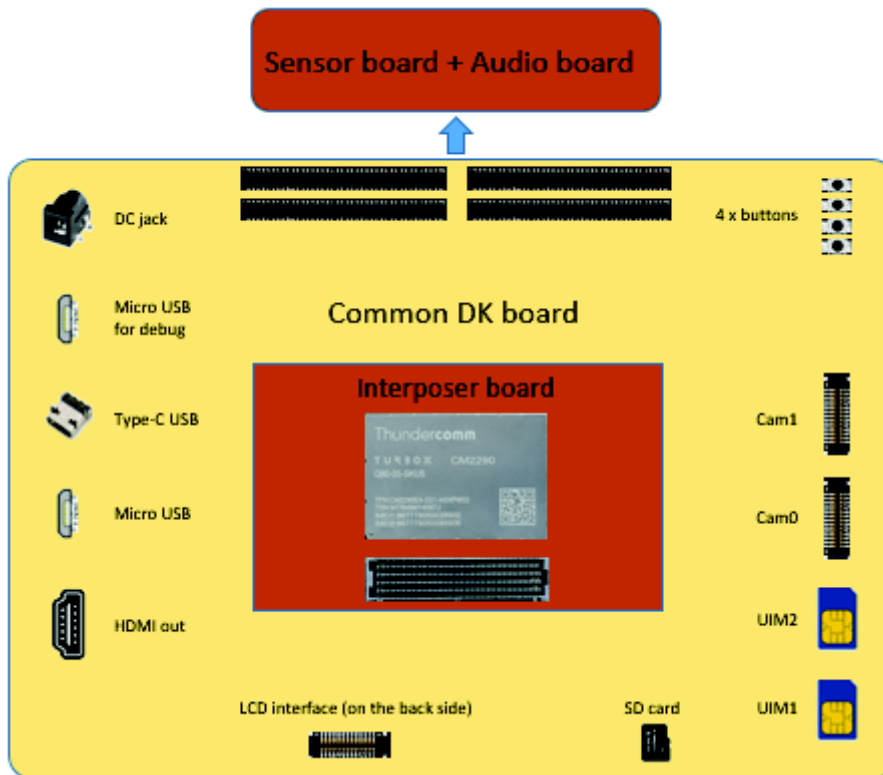 Sensor board + Audio board
DC jack
4 x buttons
Micro USB
for debug
Common DK board
Interposer board
Thundercomm
TURBOX CM2290
Type-C USB
Cam1
Micro USB
Cam0
HDMI out
UIM2
LCD interface (on the back side)
SD card
UIM1